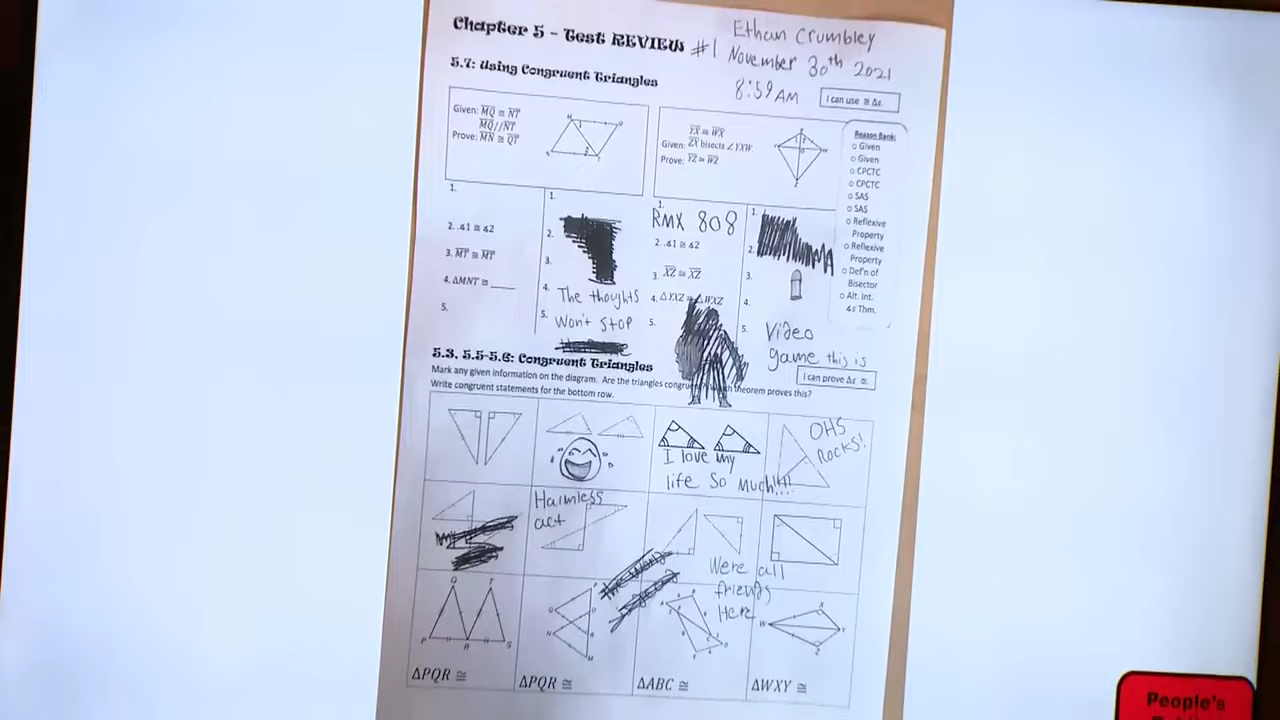 Chapter 5 - Test REVIEW #1
Ethan Crumbley
November 30th 2021
8:59 AM
5.7: Using Congruent Triangles
I can use ≅ Δs.
Given: MQ ≅ NT
MQ//NT
Prove: MN ≅ QT
YX ≅ WX
Given: ZX bisects ∠YXW
Prove: YZ ≅ WZ
Reason Bank:
o Given
o Given
o CPCTC
o CPCTC
o SAS
o SAS
o Reflexive
Property
o Reflexive
Property
o Def'n of
Bisector
o Alt. Int.
∡s Thm.
1.
2. ∡1 ≅ ∡2
3. MT ≅ MT
4. ΔMNT ≅ ____
5.
1.
2.
3.
4.
The thoughts
5.
Won't STOP
1.
RMX 808
2. ∡1 ≅ ∡2
3. XZ ≅ XZ
4. ΔYXZ ≅ ΔWXZ
5.
1.
2.
3.
4.
5.
Video
game this is
5.3, 5.5-5.6: Congruent Triangles
I can prove Δs ≅.
Mark any given information on the diagram. Are the triangles congruent? Which theorem proves this?
Write congruent statements for the bottom row.
I love my
life so much!!!!
OHS
Rocks!
Harmless
act
Were all
friends
Here
ΔPQR ≅
ΔPQR ≅
ΔABC ≅
ΔWXY ≅
People's